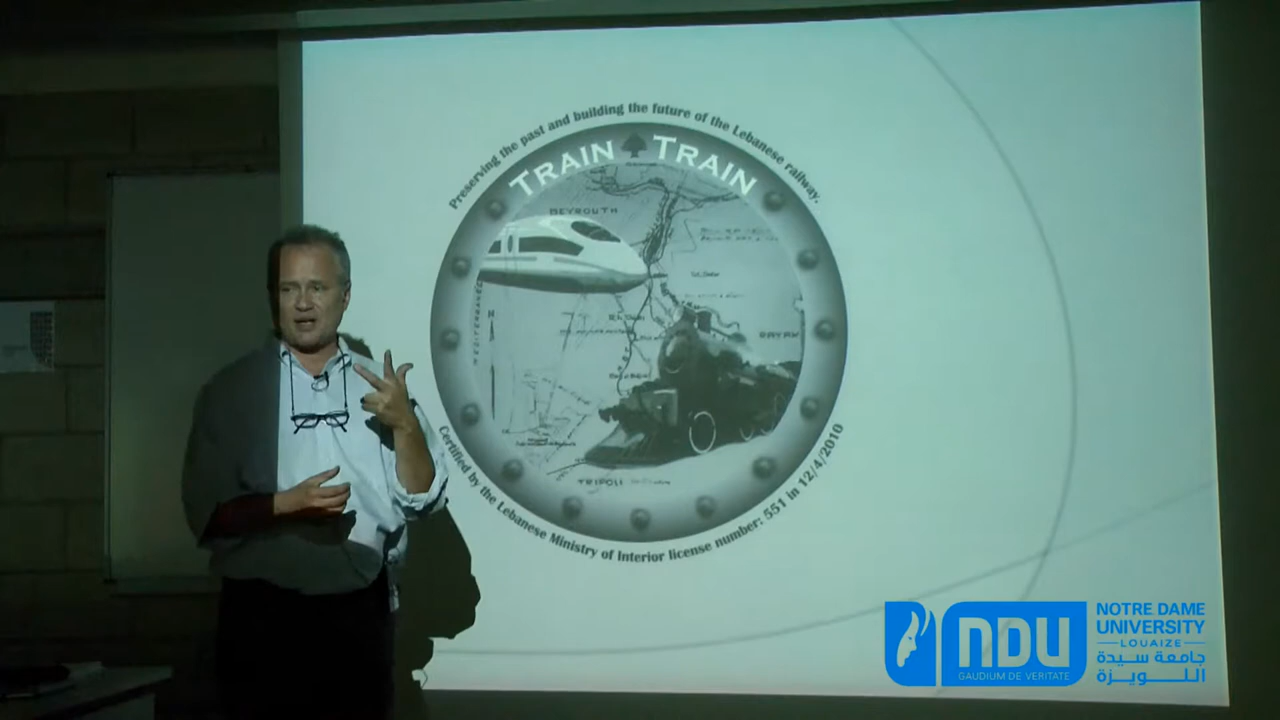 Preserving the past and building the future of the Lebanese railway.
TRAIN TRAIN
BEYROUTH
RAYAK
TRIPOLI
Certified by the Lebanese Ministry of Interior license number: 551 in 12/4/2010
NDU
GAUDIUM DE VERITATE
NOTRE DAME
UNIVERSITY
LOUAIZE
جامعة سيدة
اللويزة